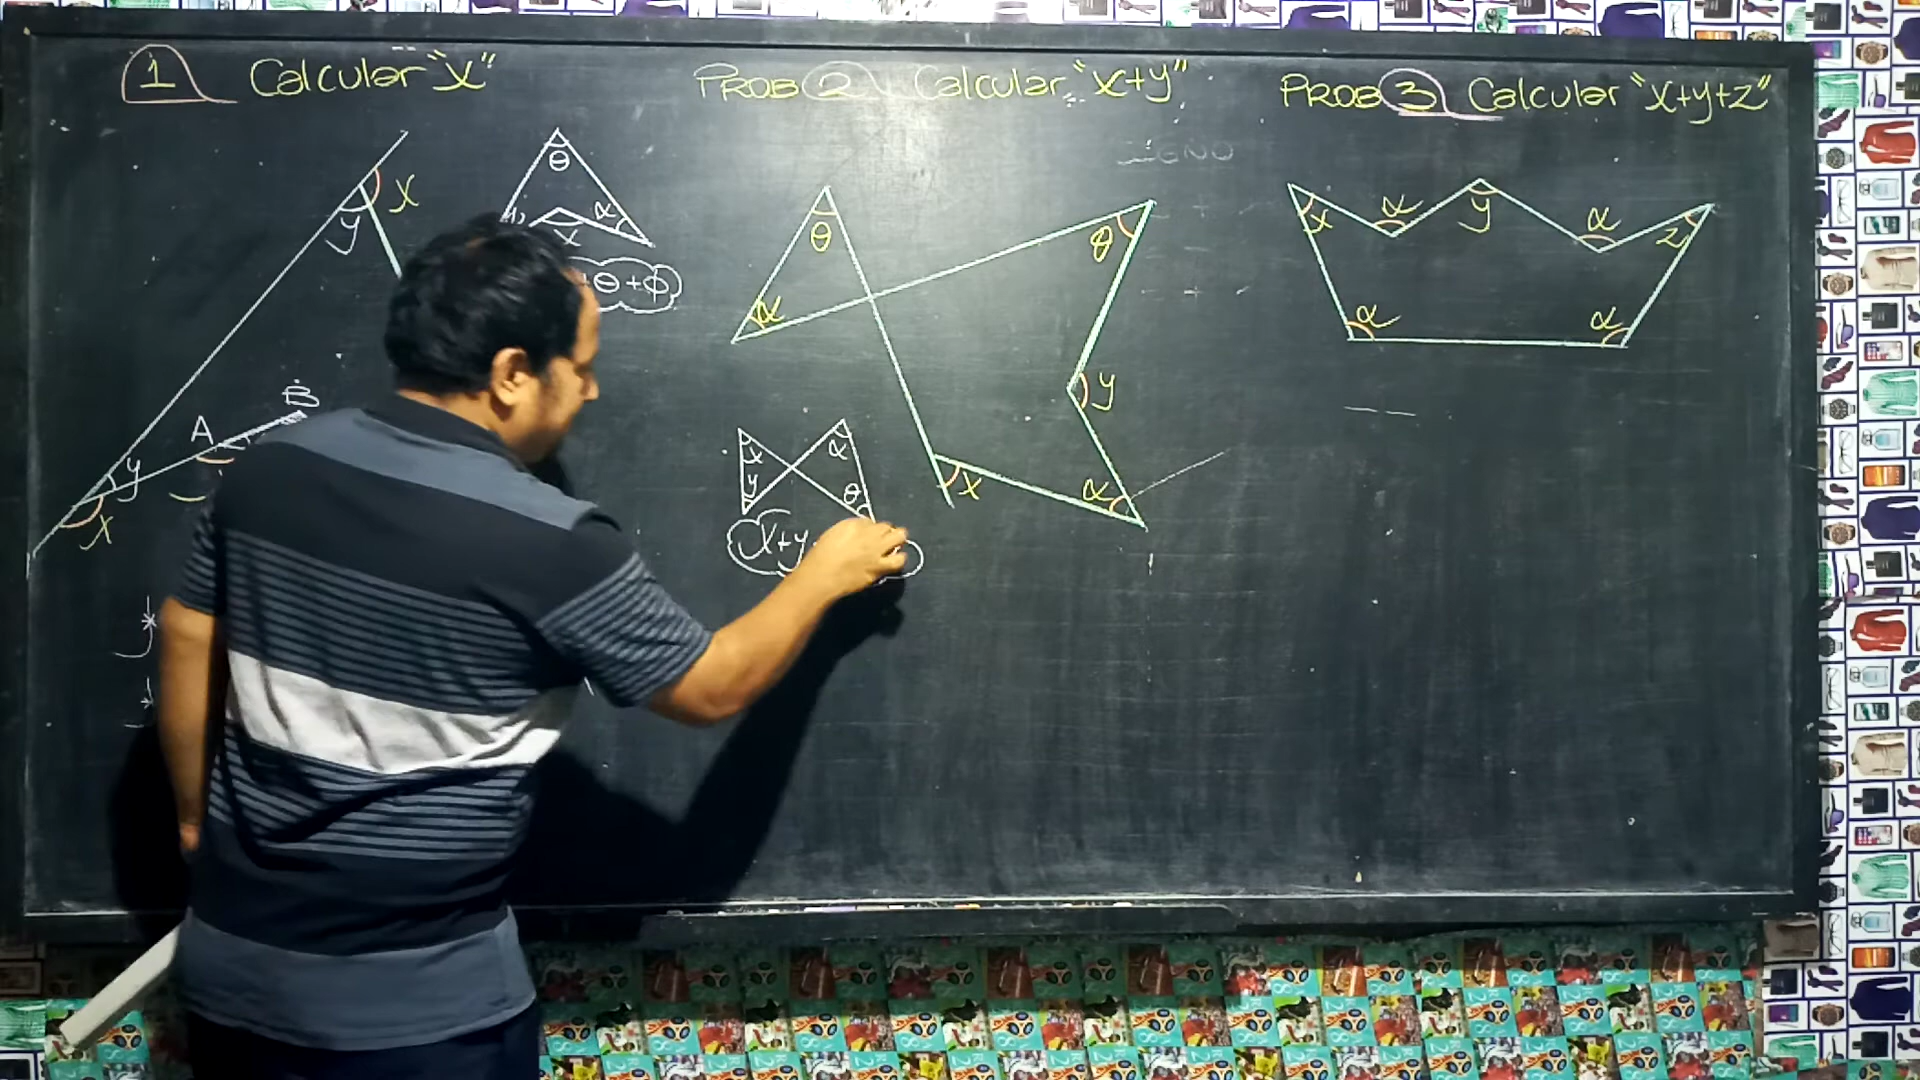 1 Calcular "x"
x
y
θ
α
x
+θ+ϕ
A
B
y
x
PROB 2 Calcular "x+y"
θ
α
θ
y
x
α
x
y
α
θ
x+y
PROB 3 Calcular "x+y+z"
x
α
y
α
z
α
α